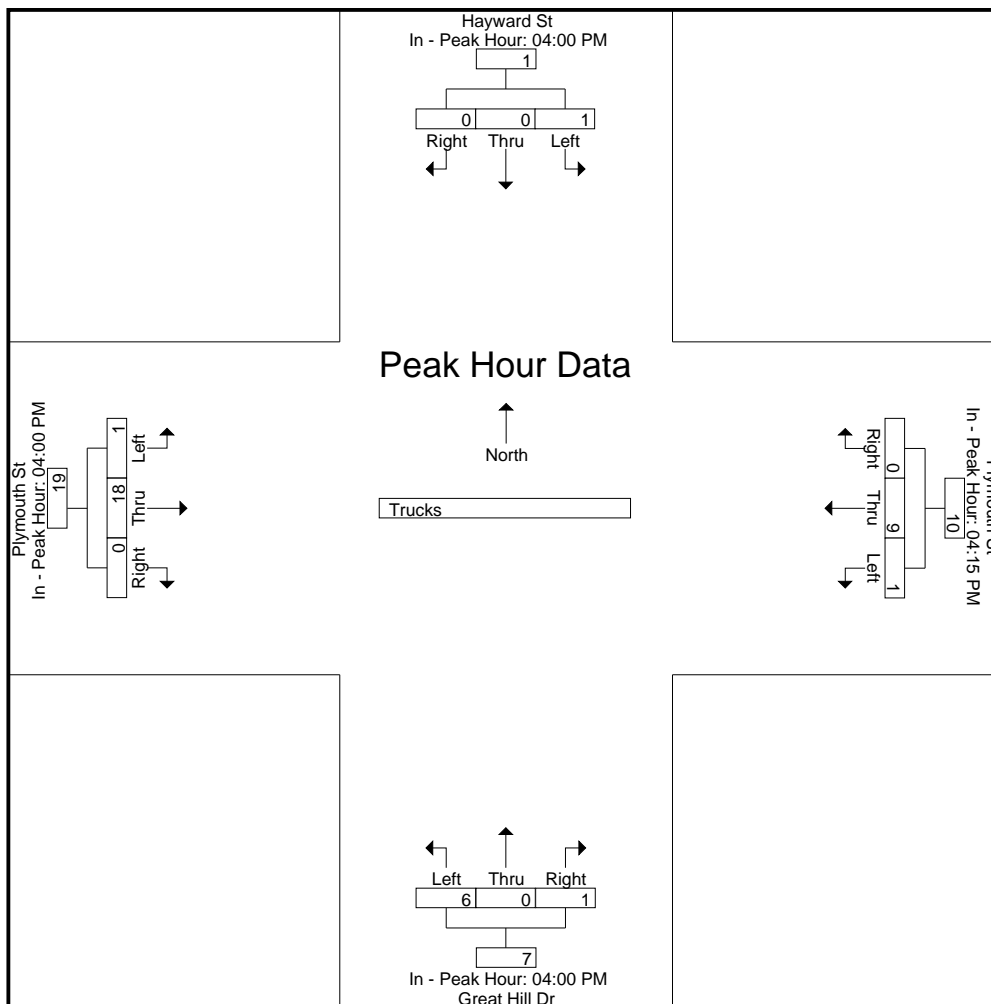 Hayward St
In - Peak Hour: 04:00 PM
1
0 0 1
Right Thru Left
Peak Hour Data
North
Trucks
Plymouth St
In - Peak Hour: 04:00 PM
19
1 18 0
Left Thru Right
Plymouth St
In - Peak Hour: 04:15 PM
10
0 9 1
Right Thru Left
Left Thru Right
6 0 1
7
In - Peak Hour: 04:00 PM
Great Hill Dr